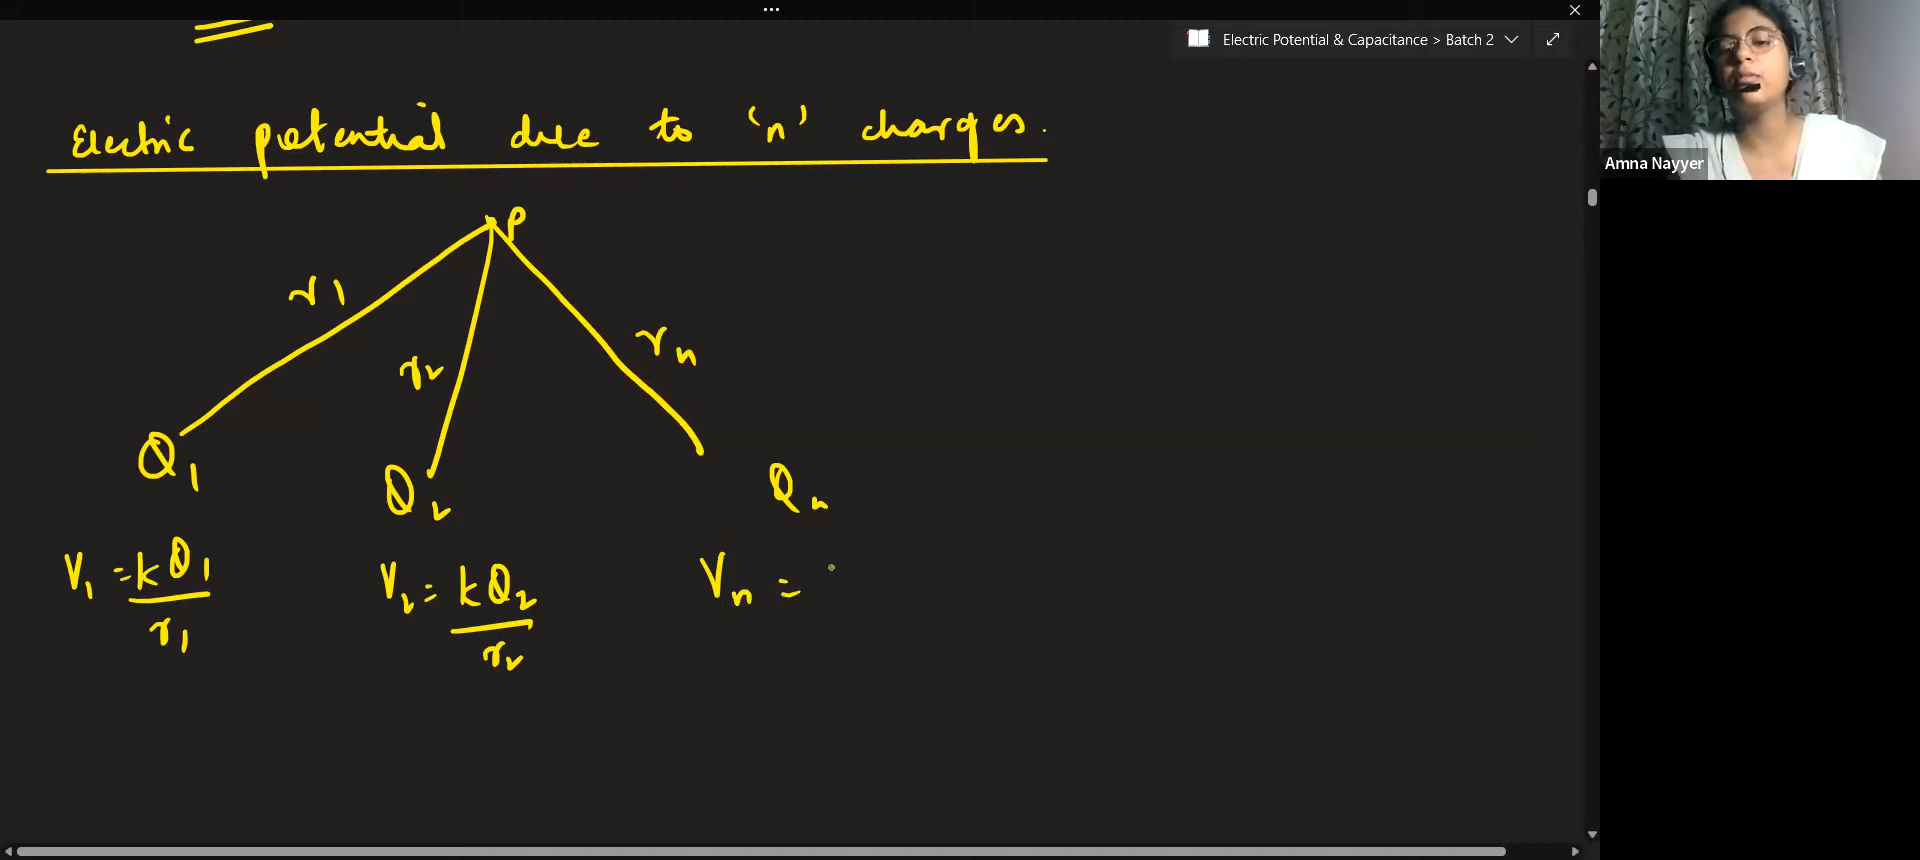 Electric Potential & Capacitance > Batch 2
Amna Nayyer
Electric potential due to 'n' charges.
P
r1
r2
rn
Q1
Q2
Qn
V1 = kQ1/r1
V2 = kQ2/r2
Vn =